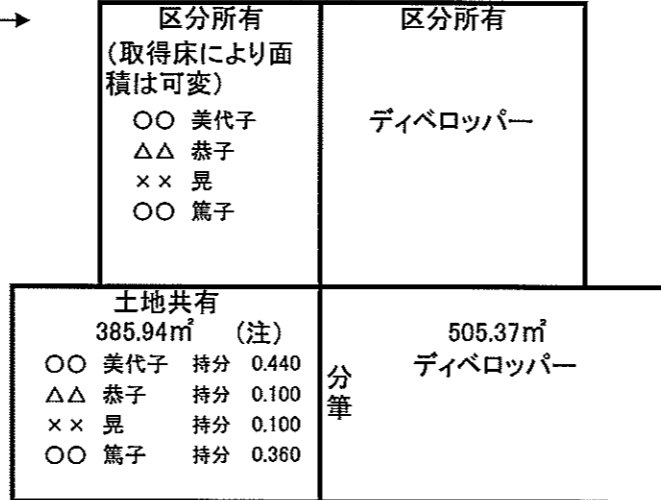 区分所有
(取得床により面
積は可変)
○○ 美代子
△△ 恭子
×× 晃
○○ 篤子
区分所有
ディベロッパー
土地共有
385.94㎡ (注)
○○ 美代子 持分 0.440
△△ 恭子 持分 0.100
×× 晃 持分 0.100
○○ 篤子 持分 0.360
分筆
505.37㎡
ディベロッパー